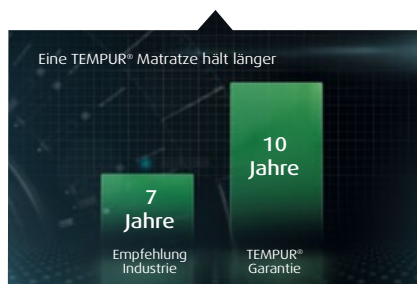 Eine TEMPUR® Matratze hält länger
10
Jahre
7
Jahre
Empfehlung
Industrie
TEMPUR®
Garantie